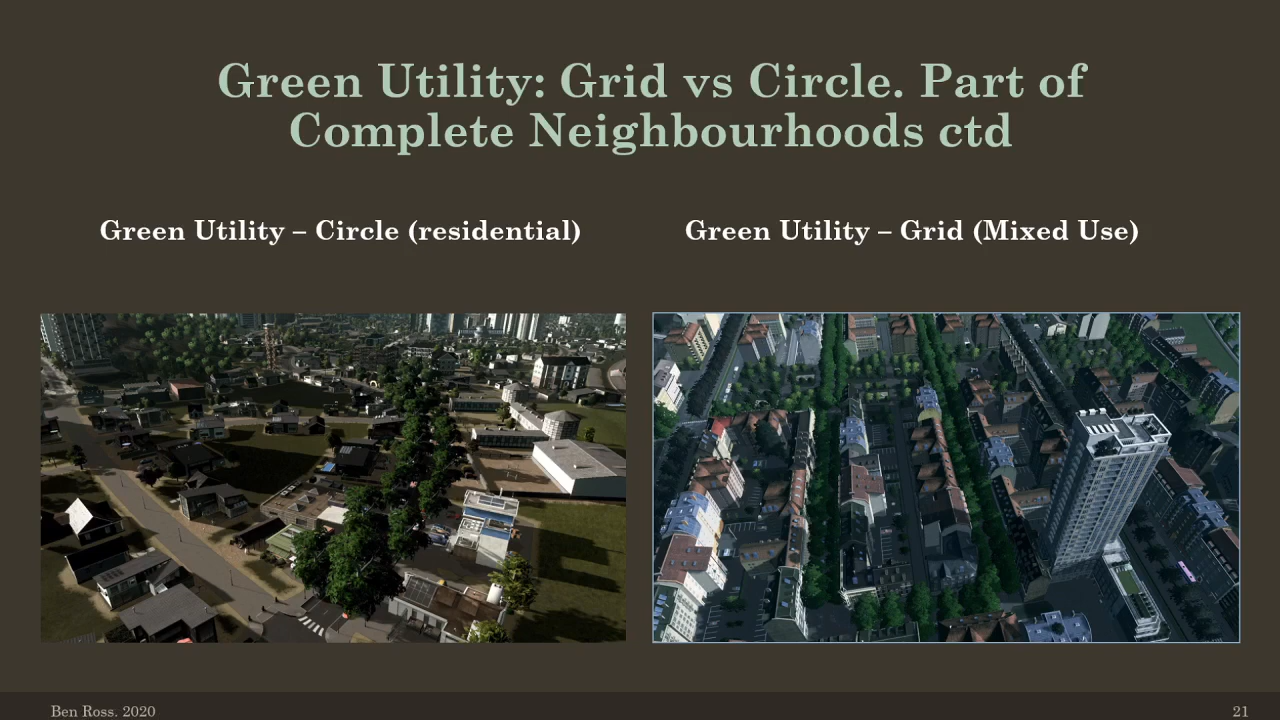 Green Utility: Grid vs Circle. Part of
Complete Neighbourhoods ctd
Green Utility – Circle (residential)
Green Utility – Grid (Mixed Use)
Ben Ross. 2020
21